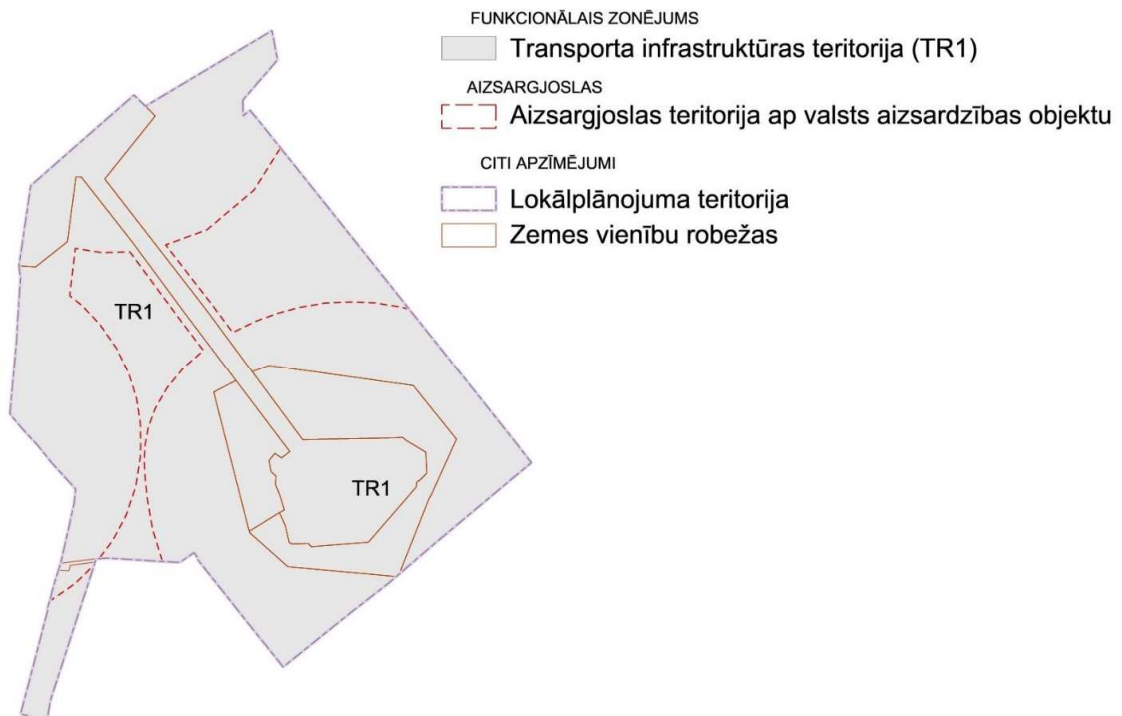 FUNKCIONĀLAIS ZONĒJUMS
Transporta infrastruktūras teritorija (TR1)
AIZSARGJOSLAS
Aizsargjoslas teritorija ap valsts aizsardzības objektu
CITI APZĪMĒJUMI
Lokālplānojuma teritorija
Zemes vienību robežas
TR1
TR1